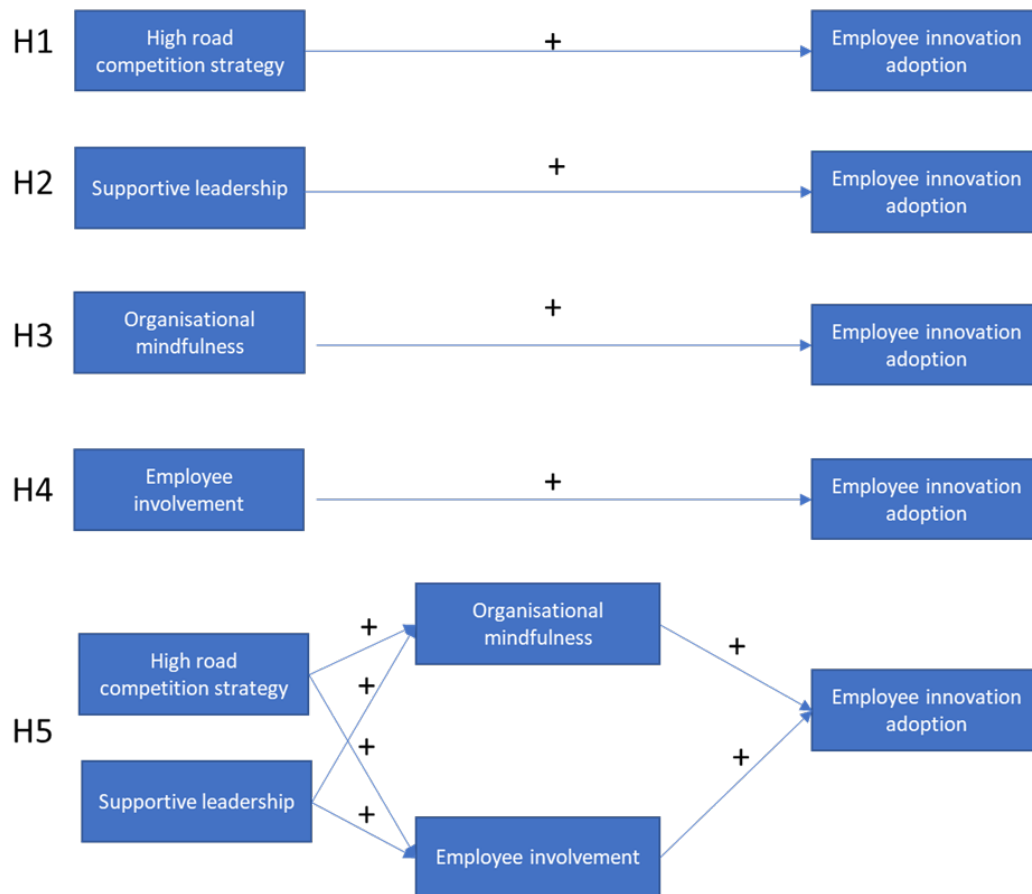 H1
High road
competition strategy
+
Employee innovation
adoption
H2
Supportive leadership
+
Employee innovation
adoption
H3
Organisational
mindfulness
+
Employee innovation
adoption
H4
Employee
involvement
+
Employee innovation
adoption
H5
High road
competition strategy
Supportive leadership
+
+
+
+
Organisational
mindfulness
Employee involvement
+
+
Employee innovation
adoption